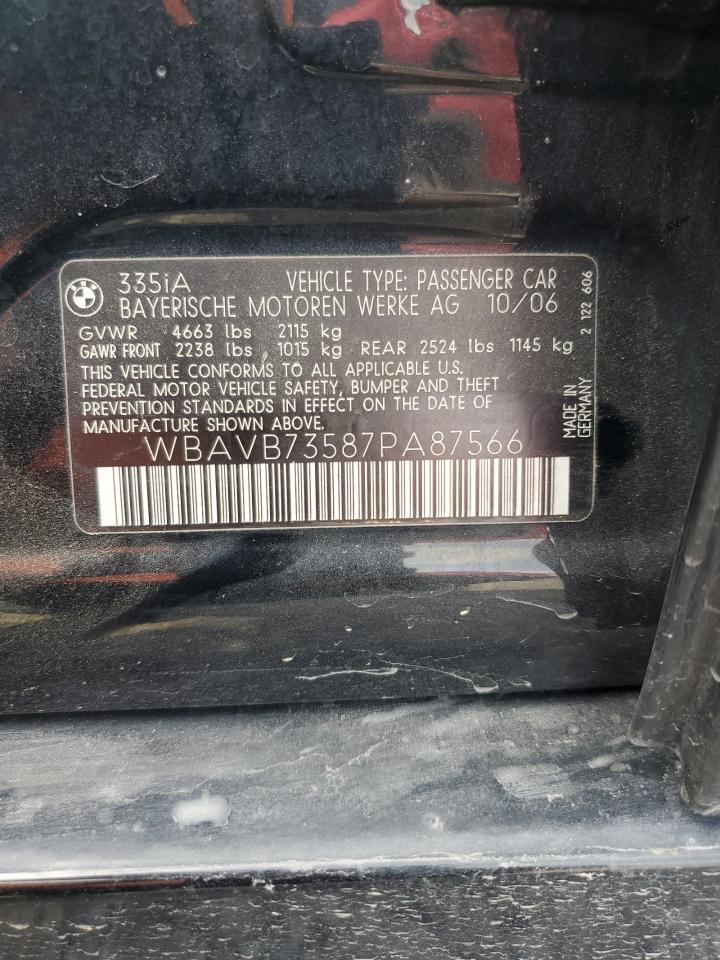 335iA VEHICLE TYPE: PASSENGER CAR
BAYERISCHE MOTOREN WERKE AG 10/06
GVWR 4663 lbs 2115 kg
GAWR FRONT 2238 lbs 1015 kg REAR 2524 lbs 1145 kg
THIS VEHICLE CONFORMS TO ALL APPLICABLE U.S.
FEDERAL MOTOR VEHICLE SAFETY, BUMPER AND THEFT
PREVENTION STANDARDS IN EFFECT ON THE DATE OF
MANUFACTURE SHOWN ABOVE.
WBAVB73587PA87566
MADE IN
GERMANY
2 122 606